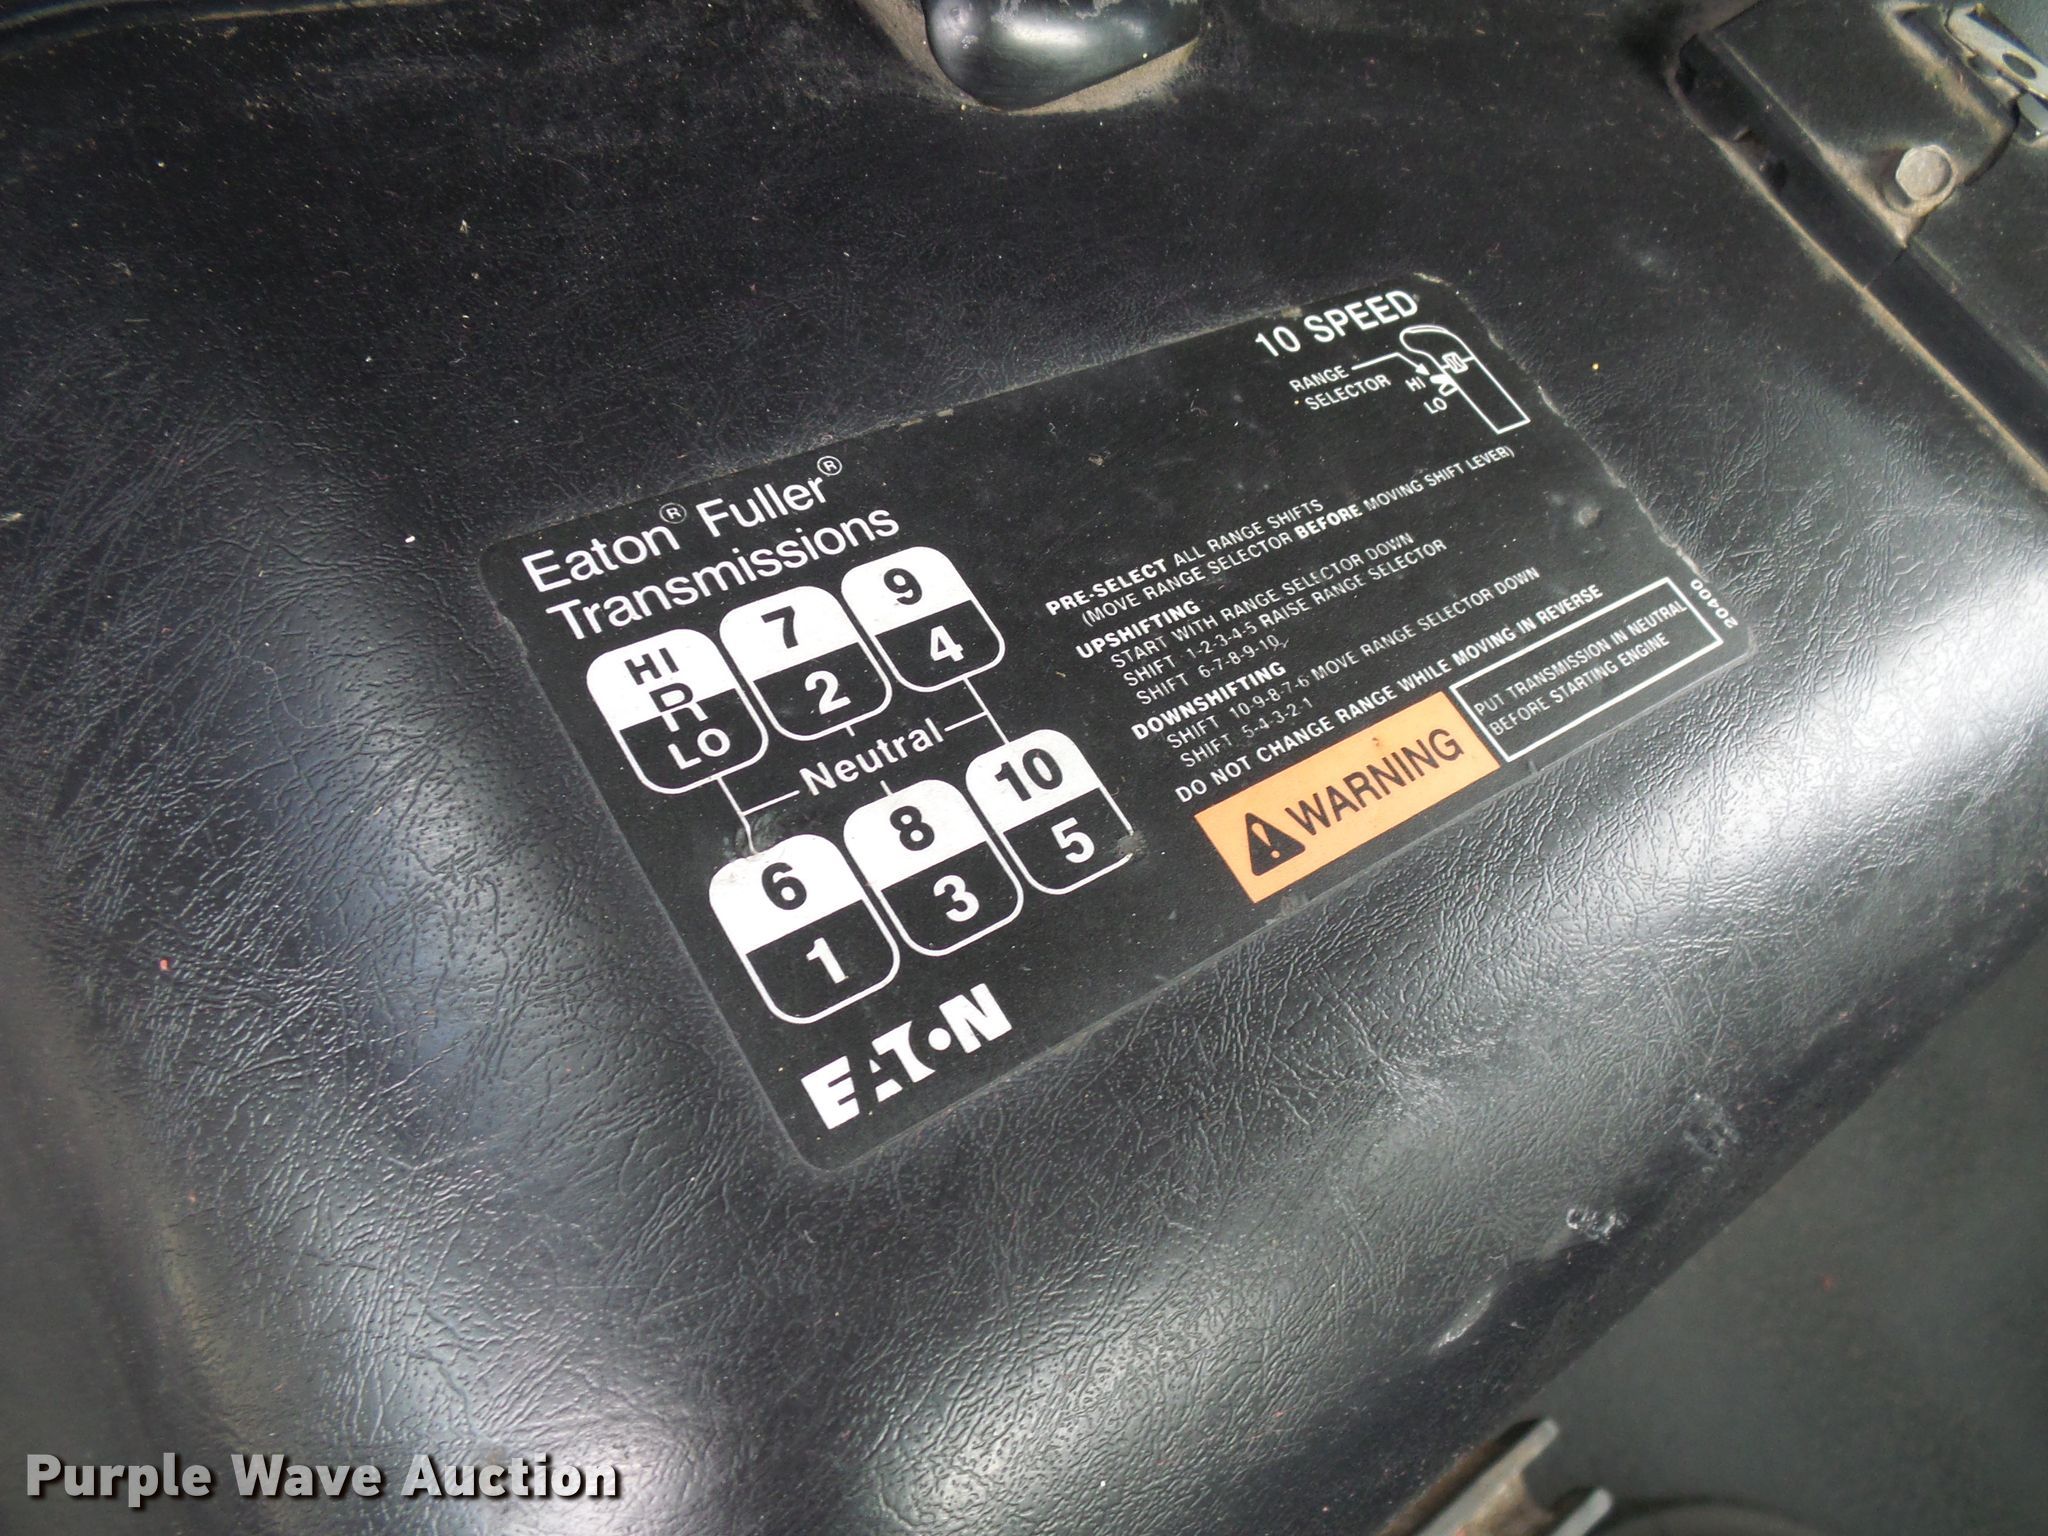 Eaton® Fuller®
Transmissions
10 SPEED
RANGE
SELECTOR
HI
LO
HI
R
LO
7
2
9
4
Neutral
6
1
8
3
10
5
EATON
PRE-SELECT ALL RANGE SHIFTS
(MOVE RANGE SELECTOR BEFORE MOVING SHIFT LEVER)
UPSHIFTING
START WITH RANGE SELECTOR DOWN
SHIFT 1-2-3-4-5 RAISE RANGE SELECTOR
SHIFT 6-7-8-9-10
DOWNSHIFTING
SHIFT 10-9-8-7-6 MOVE RANGE SELECTOR DOWN
SHIFT 5-4-3-2-1
DO NOT CHANGE RANGE WHILE MOVING IN REVERSE
WARNING
PUT TRANSMISSION IN NEUTRAL
BEFORE STARTING ENGINE
20400
Purple Wave Auction